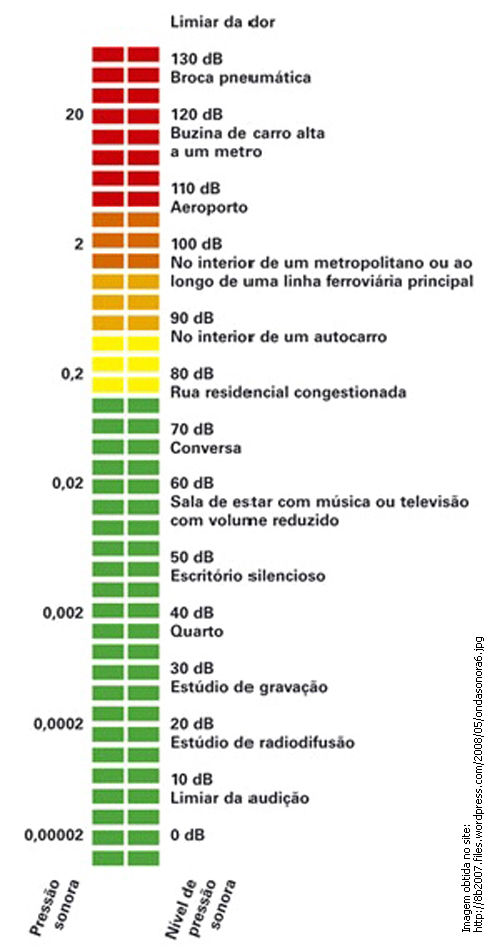 Limiar da dor
130 dB
Broca pneumática
20
120 dB
Buzina de carro alta
a um metro
110 dB
Aeroporto
2
100 dB
No interior de um metropolitano ou ao
longo de uma linha ferroviária principal
90 dB
No interior de um autocarro
0,2
80 dB
Rua residencial congestionada
70 dB
Conversa
0,02
60 dB
Sala de estar com música ou televisão
com volume reduzido
50 dB
Escritório silencioso
0,002
40 dB
Quarto
30 dB
Estúdio de gravação
0,0002
20 dB
Estúdio de radiodifusão
10 dB
Limiar da audição
0,00002
0 dB
Pressão
sonora
Nível de
pressão
sonora
Imagem obtida no site:
http://8b2007.files.wordpress.com/2008/05/ondasonora6.jpg